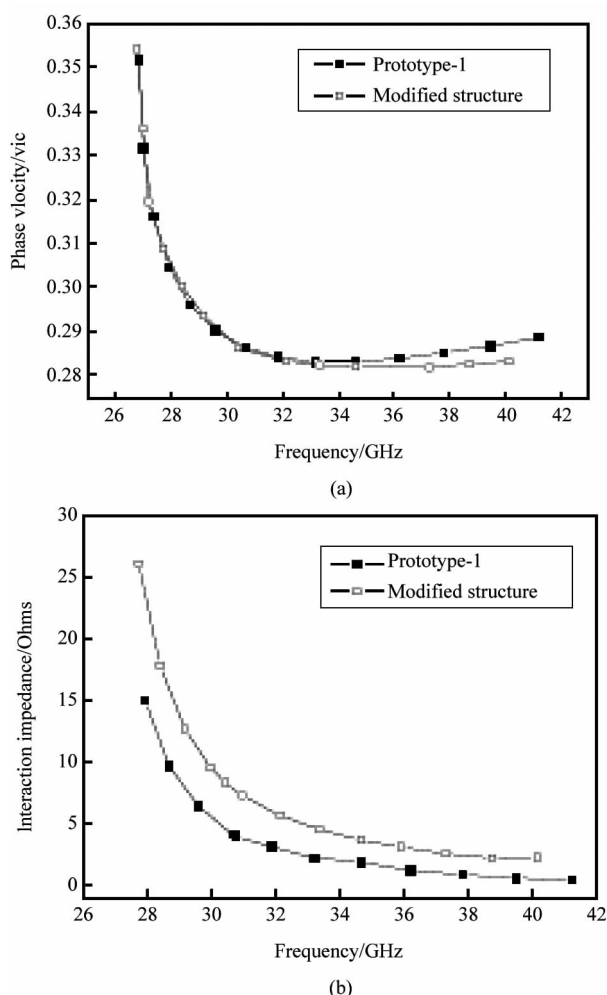 0.36
0.35
0.33
0.32
0.31
0.30
0.29
0.28
Phase vlocity/vic
Prototype-1
Modified structure
26 28 30 32 34 36 38 40 42
Frequency/GHz
(a)
30
25
20
15
10
5
0
Interaction impedance/Ohms
Prototype-1
Modified structure
26 28 30 32 34 36 38 40 42
Frequency/GHz
(b)